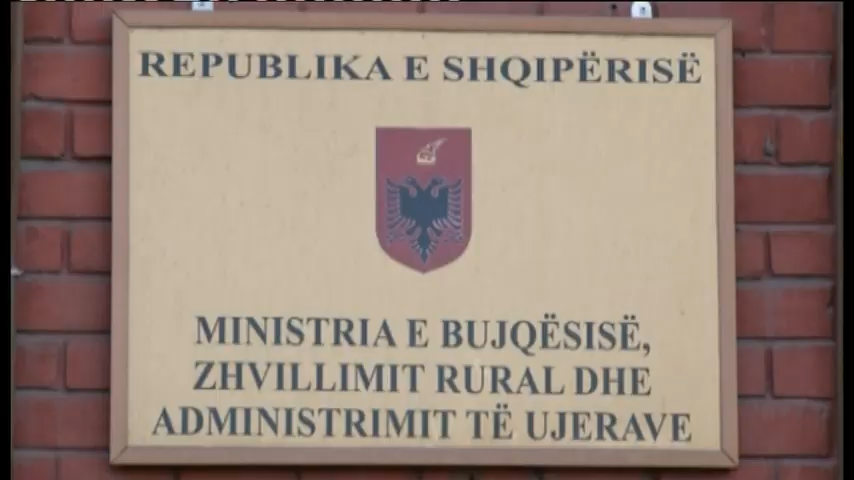 REPUBLIKA E SHQIPËRISË
MINISTRIA E BUJQËSISË,
ZHVILLIMIT RURAL DHE
ADMINISTRIMIT TË UJERAVE